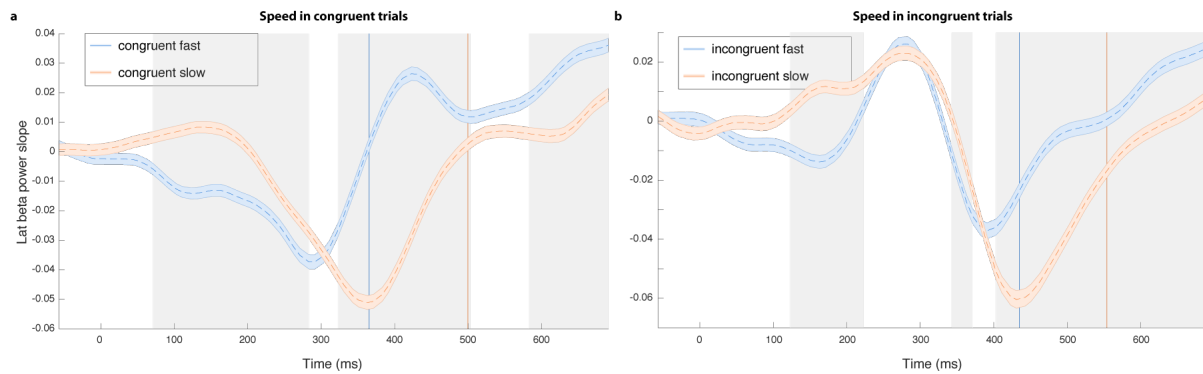 a
Speed in congruent trials
0.04
0.03
0.02
0.01
0
-0.01
-0.02
-0.03
-0.04
-0.05
-0.06
Lat beta power slope
congruent fast
congruent slow
0 100 200 300 400 500 600
Time (ms)
b
Speed in incongruent trials
0.02
0
-0.02
-0.04
-0.06
incongruent fast
incongruent slow
0 100 200 300 400 500 600
Time (ms)